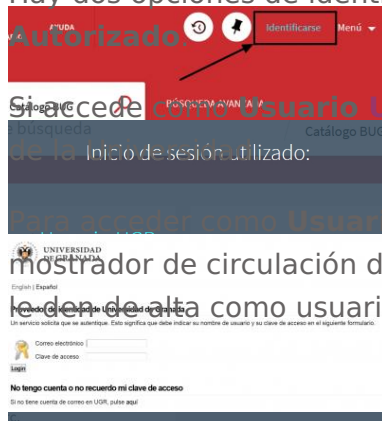 Hay dos opciones de ident
AYUDA
Identificarse
Menú
Autorizado.
Catálogo BUG
BÚSQUEDA AVANZADA
Si accede como Usuario U
e búsqueda
Catálogo BUG
de la
Inicio de sesión utilizado:
Para acceder como Usuar
UNIVERSIDAD
DE GRANADA
mostrador de circulación d
English | Español
le den de alta como usuari
Proveedor de identidad de Universidad de Granada
Un servicio solicita que se autentique. Esto significa que debe indicar su nombre de usuario y su clave de acceso en el siguiente formulario.
Correo electrónico
Clave de acceso
Login
No tengo cuenta o no recuerdo mi clave de acceso
Si no tiene cuenta de correo en UGR, pulse aquí